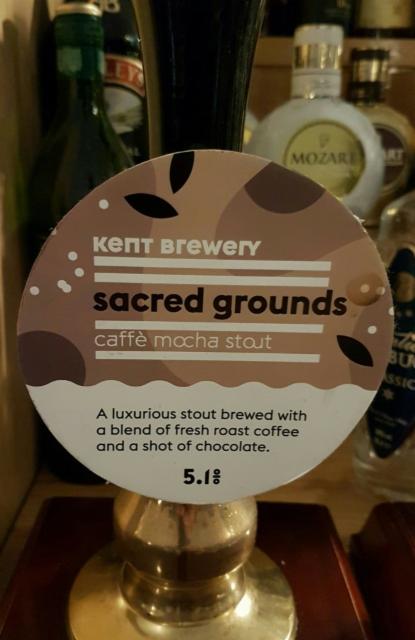 MOZART
KENT BREWERY
sacred grounds
caffè mocha stout
A luxurious stout brewed with
a blend of fresh roast coffee
and a shot of chocolate.
5.1%